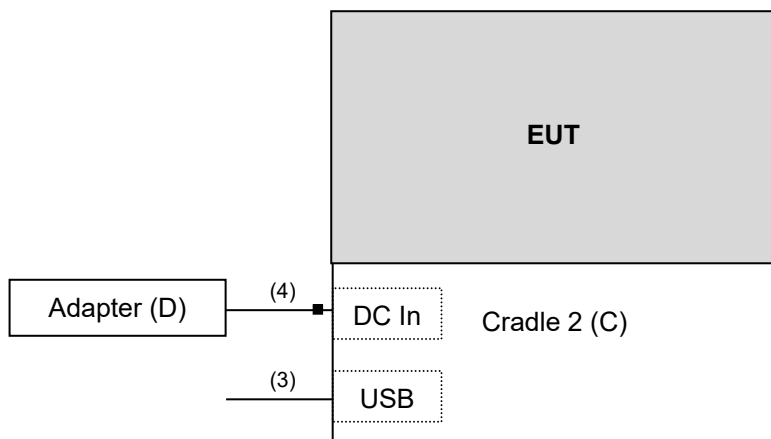 EUT
Adapter (D)
(4)
DC In
Cradle 2 (C)
(3)
USB